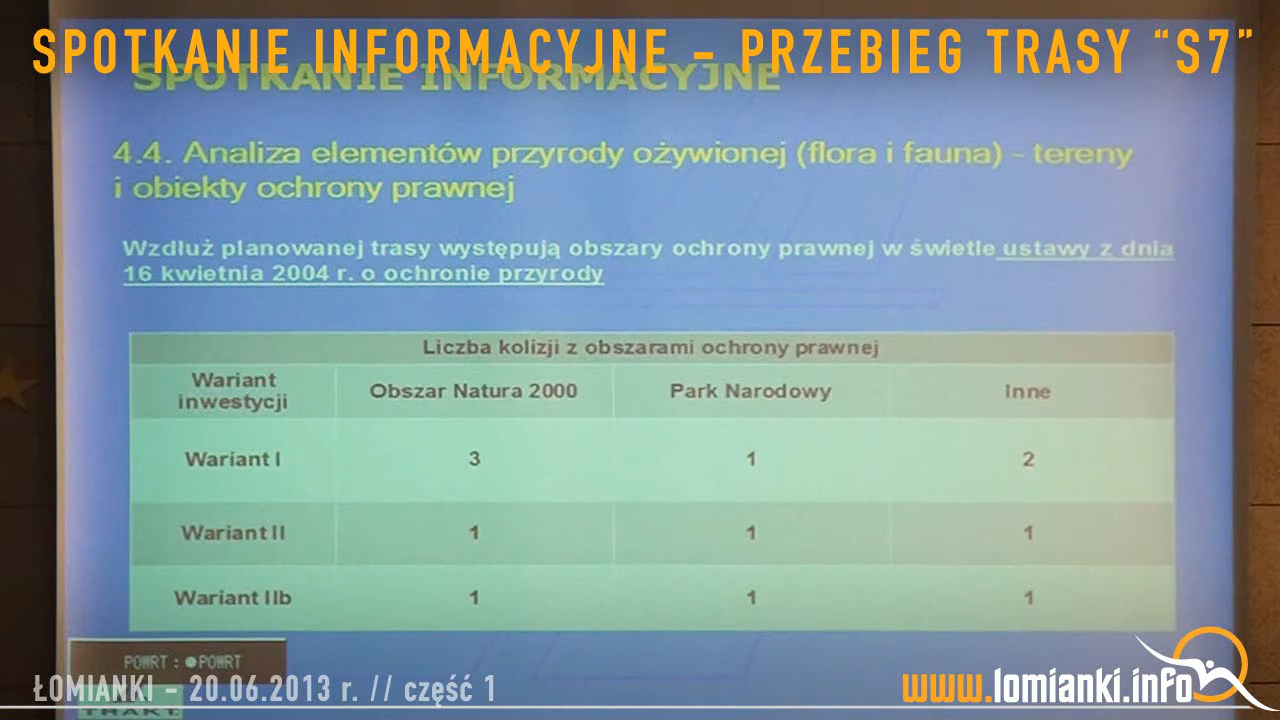 SPOTKANIE INFORMACYJNE - PRZEBIEG TRASY “S7”
SPOTKANIE INFORMACYJNE
4.4. Analiza elementów przyrody ożywionej (flora i fauna) - tereny
i obiekty ochrony prawnej
Wzdłuż planowanej trasy występują obszary ochrony prawnej w świetle ustawy z dnia
16 kwietnia 2004 r. o ochronie przyrody
Liczba kolizji z obszarami ochrony prawnej
Wariant inwestycji Obszar Natura 2000 Park Narodowy Inne
Wariant I 3 1 2
Wariant II 1 1 1
Wariant IIb 1 1 1
POWRT : ●POWRT
ŁOMIANKI - 20.06.2013 r. // część 1
www.lomianki.info
TRAKT